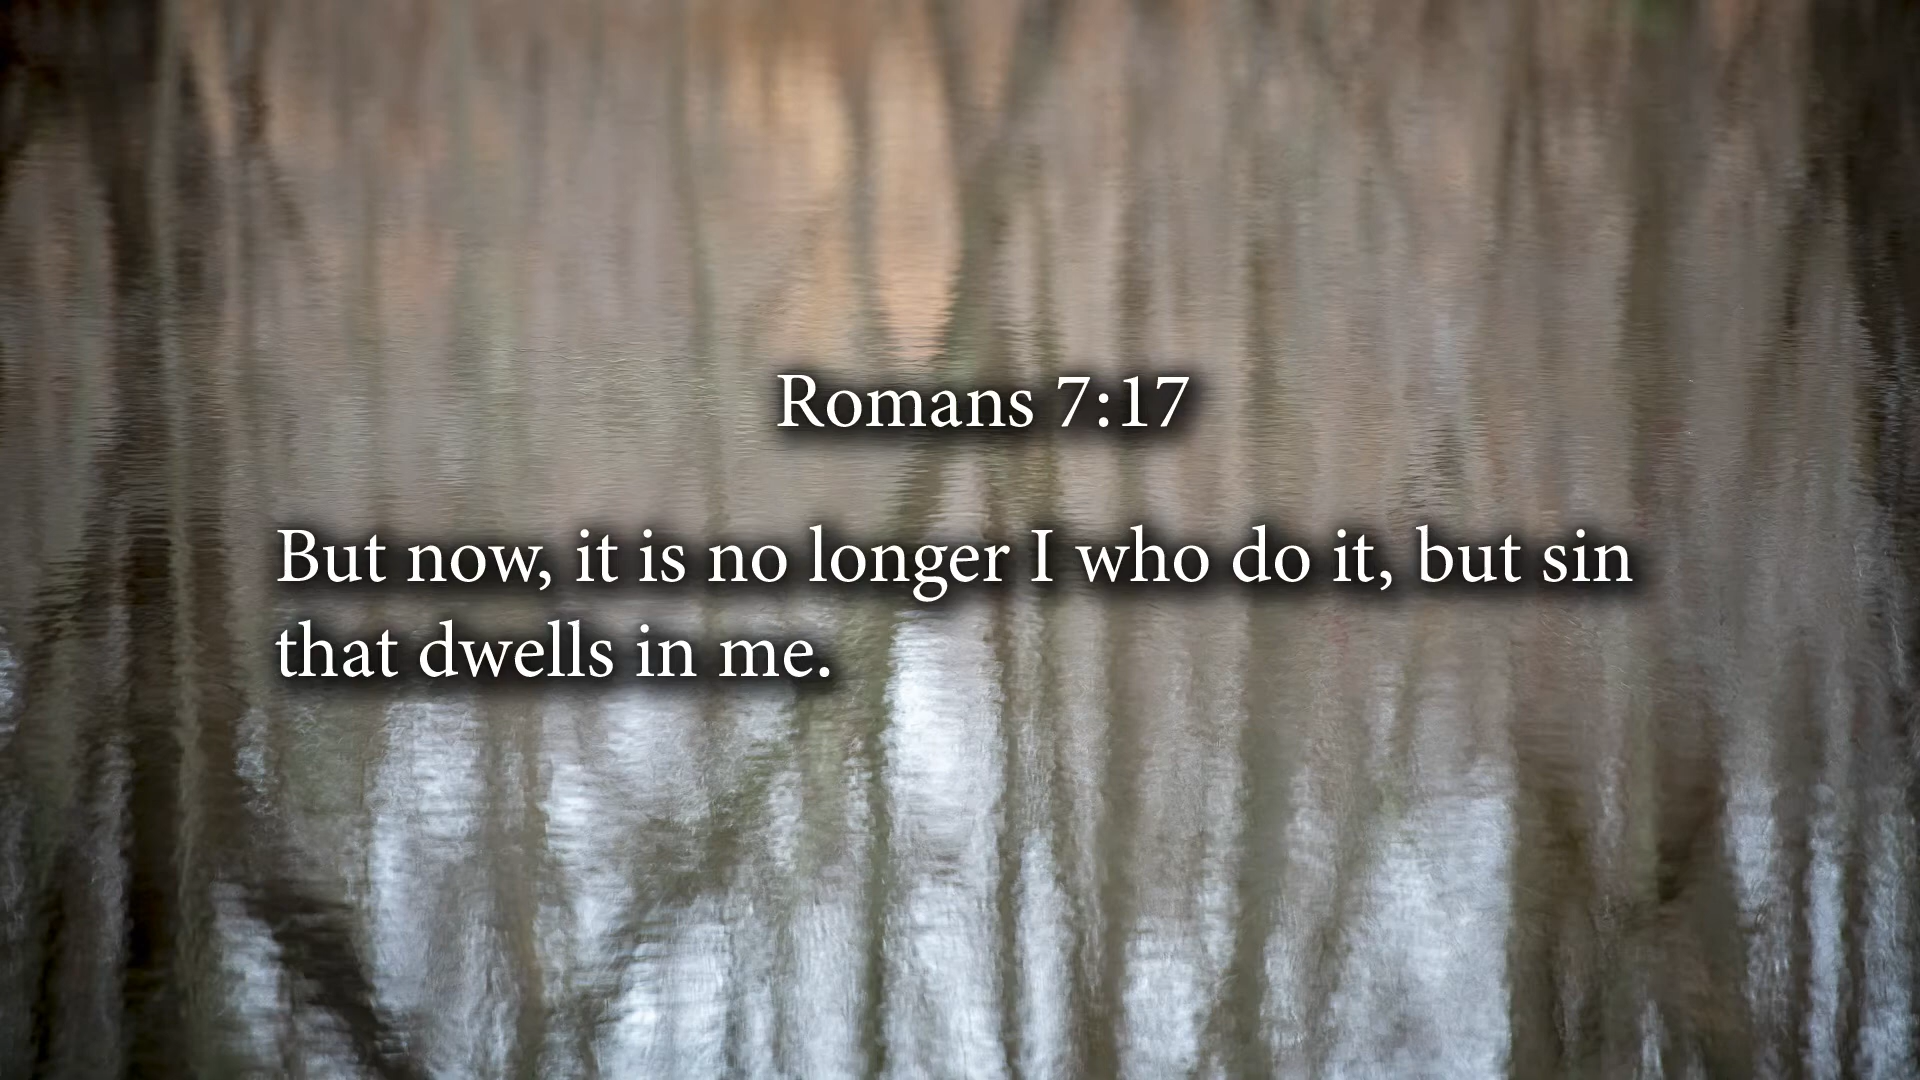 Romans 7:17
But now, it is no longer I who do it, but sin
that dwells in me.